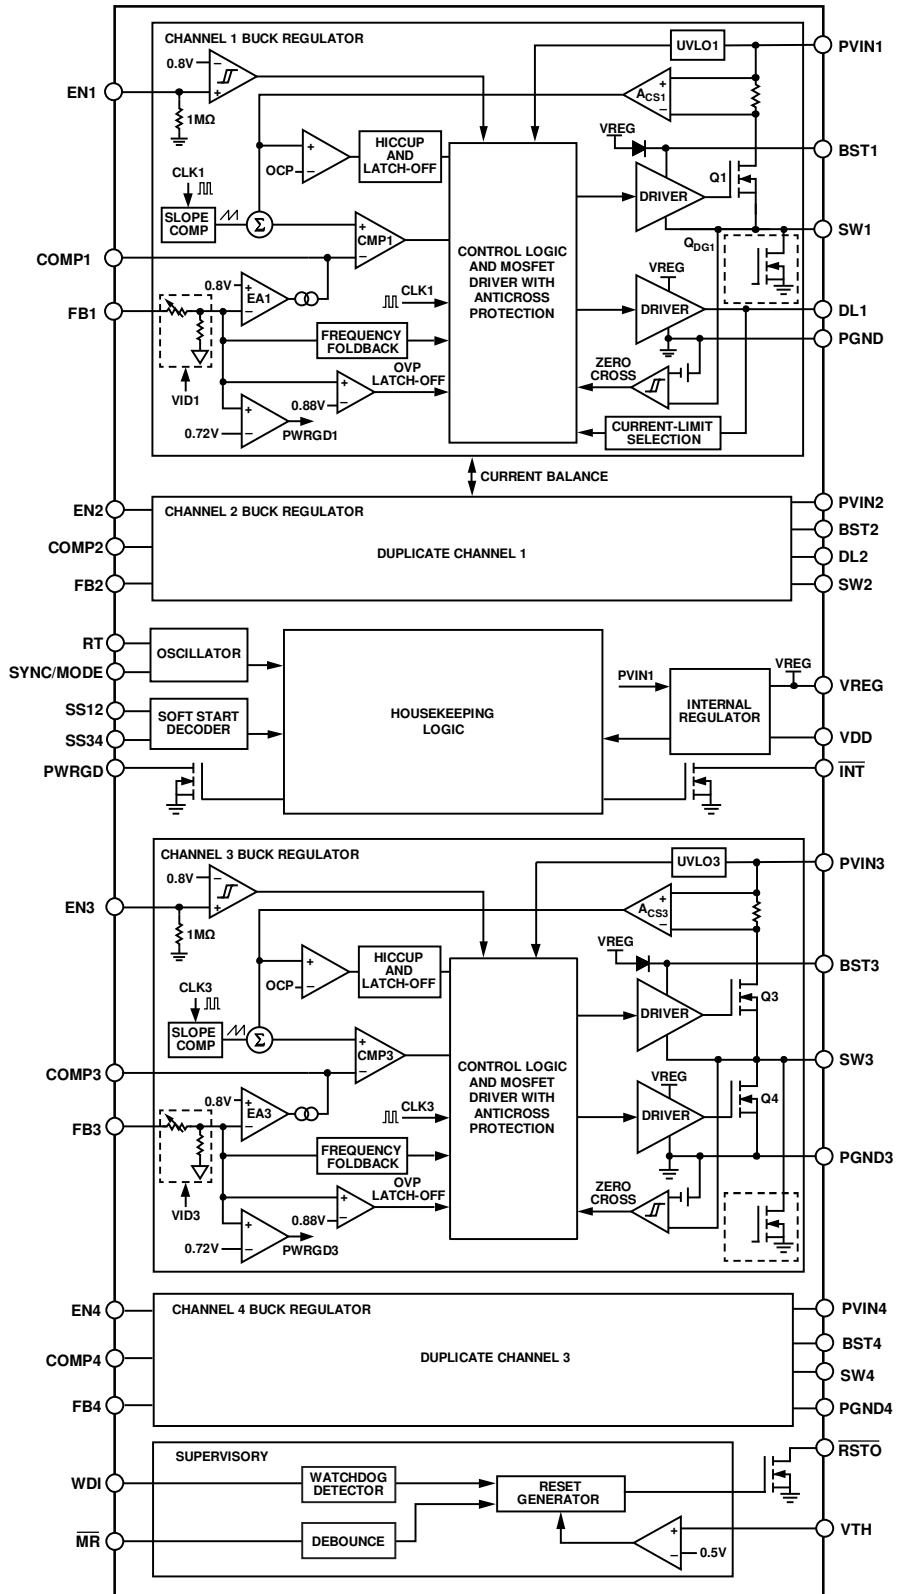 CHANNEL 1 BUCK REGULATOR
UVLO1
PVIN1
0.8V
−
+
EN1
1MΩ
ACS1
+
−
VREG
BST1
HICCUP
AND
LATCH-OFF
+
OCP
−
Q1
CLK1
DRIVER
SLOPE
COMP
Σ
+
CMP1
−
SW1
QDG1
COMP1
CONTROL LOGIC
AND MOSFET
DRIVER WITH
ANTICROSS
PROTECTION
VREG
0.8V
+
EA1
−
CLK1
FB1
DRIVER
DL1
FREQUENCY
FOLDBACK
PGND
OVP
LATCH-OFF
ZERO
CROSS
VID1
+
0.88V
−
+
0.72V
−
PWRGD1
CURRENT-LIMIT
SELECTION
CURRENT BALANCE
EN2
COMP2
FB2
CHANNEL 2 BUCK REGULATOR
DUPLICATE CHANNEL 1
PVIN2
BST2
DL2
SW2
RT
SYNC/MODE
OSCILLATOR
SS12
SS34
SOFT START
DECODER
PWRGD
HOUSEKEEPING
LOGIC
PVIN1
INTERNAL
REGULATOR
VREG
VREG
VDD
INT
CHANNEL 3 BUCK REGULATOR
UVLO3
PVIN3
0.8V
−
+
EN3
1MΩ
ACS3
+
−
VREG
BST3
HICCUP
AND
LATCH-OFF
+
OCP
−
Q3
CLK3
DRIVER
SLOPE
COMP
Σ
+
CMP3
−
SW3
COMP3
CONTROL LOGIC
AND MOSFET
DRIVER WITH
ANTICROSS
PROTECTION
VREG
Q4
0.8V
+
EA3
−
CLK3
FB3
DRIVER
FREQUENCY
FOLDBACK
PGND3
OVP
LATCH-OFF
ZERO
CROSS
VID3
+
0.88V
−
+
0.72V
−
PWRGD3
EN4
COMP4
FB4
CHANNEL 4 BUCK REGULATOR
DUPLICATE CHANNEL 3
PVIN4
BST4
SW4
PGND4
SUPERVISORY
RSTO
WDI
WATCHDOG
DETECTOR
RESET
GENERATOR
MR
DEBOUNCE
+
−
0.5V
VTH